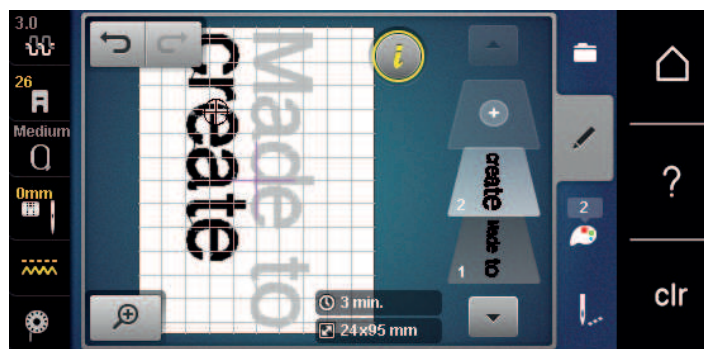 3.0
26
Medium
0mm
Made to
create
i
create
2
Made to
1
2
3 min.
24x95 mm
?
clr